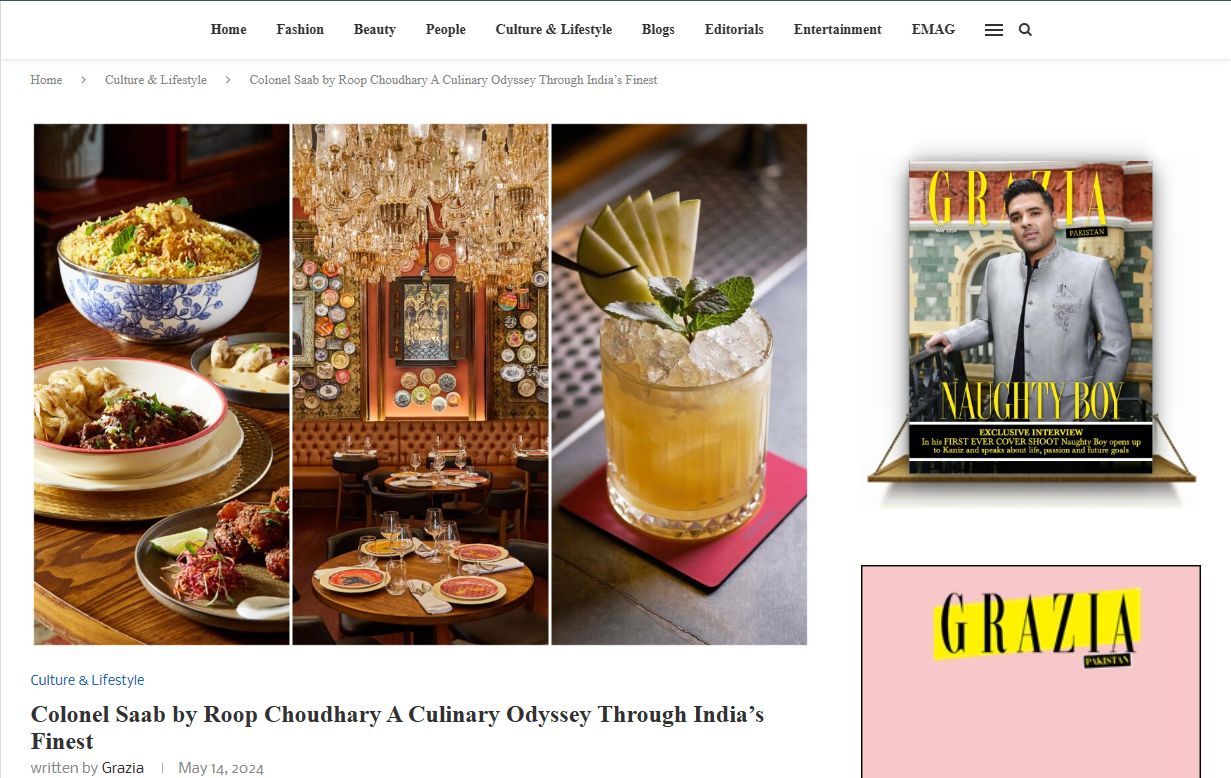 Home Fashion Beauty People Culture & Lifestyle Blogs Editorials Entertainment EMAG
Home > Culture & Lifestyle > Colonel Saab by Roop Choudhary A Culinary Odyssey Through India's Finest
GRAZIA
MAY 2024
PAKISTAN
NAUGHTY BOY
EXCLUSIVE INTERVIEW
In his FIRST EVER COVER SHOOT Naughty Boy opens up
to Kaniz and speaks about life, passion and future goals
GRAZIA
PAKISTAN
Culture & Lifestyle
Colonel Saab by Roop Choudhary A Culinary Odyssey Through India's
Finest
written by Grazia | May 14, 2024